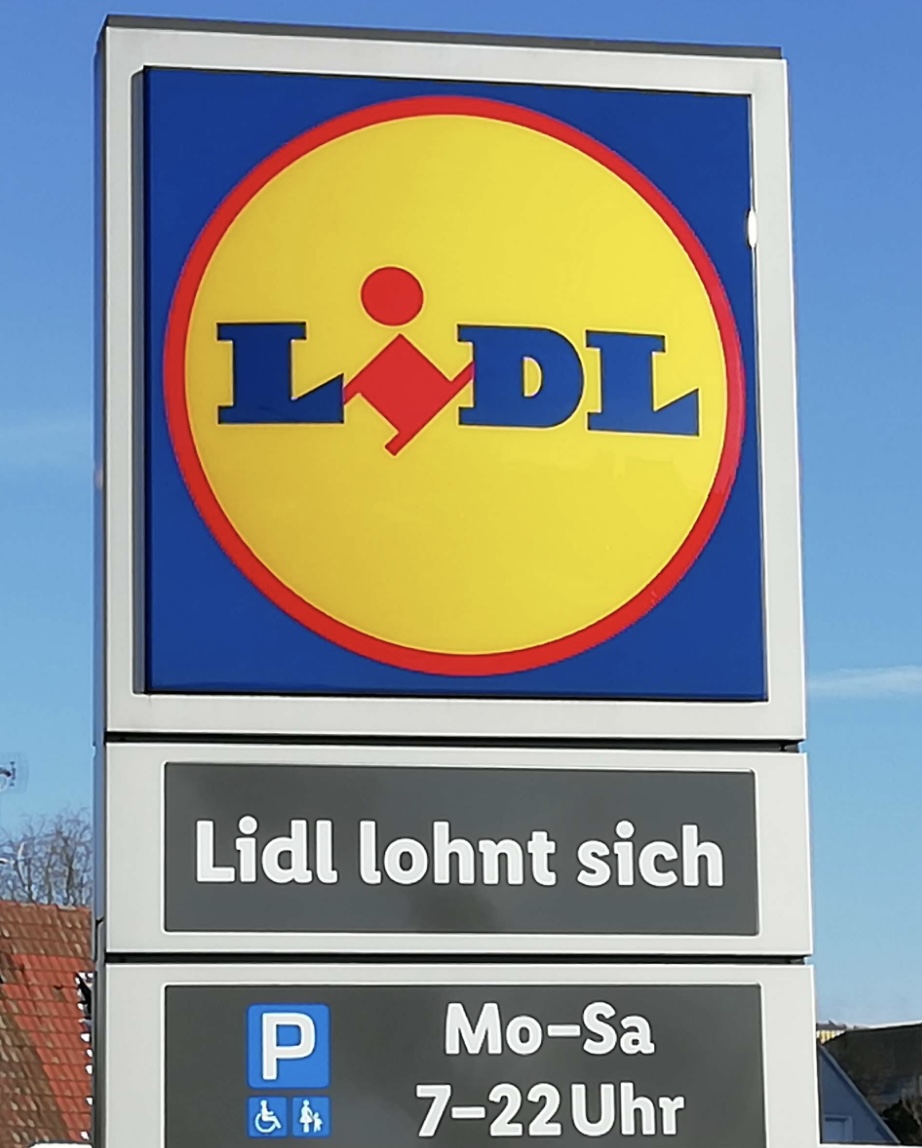 LiDL
Lidl lohnt sich
P
Mo–Sa
7–22 Uhr